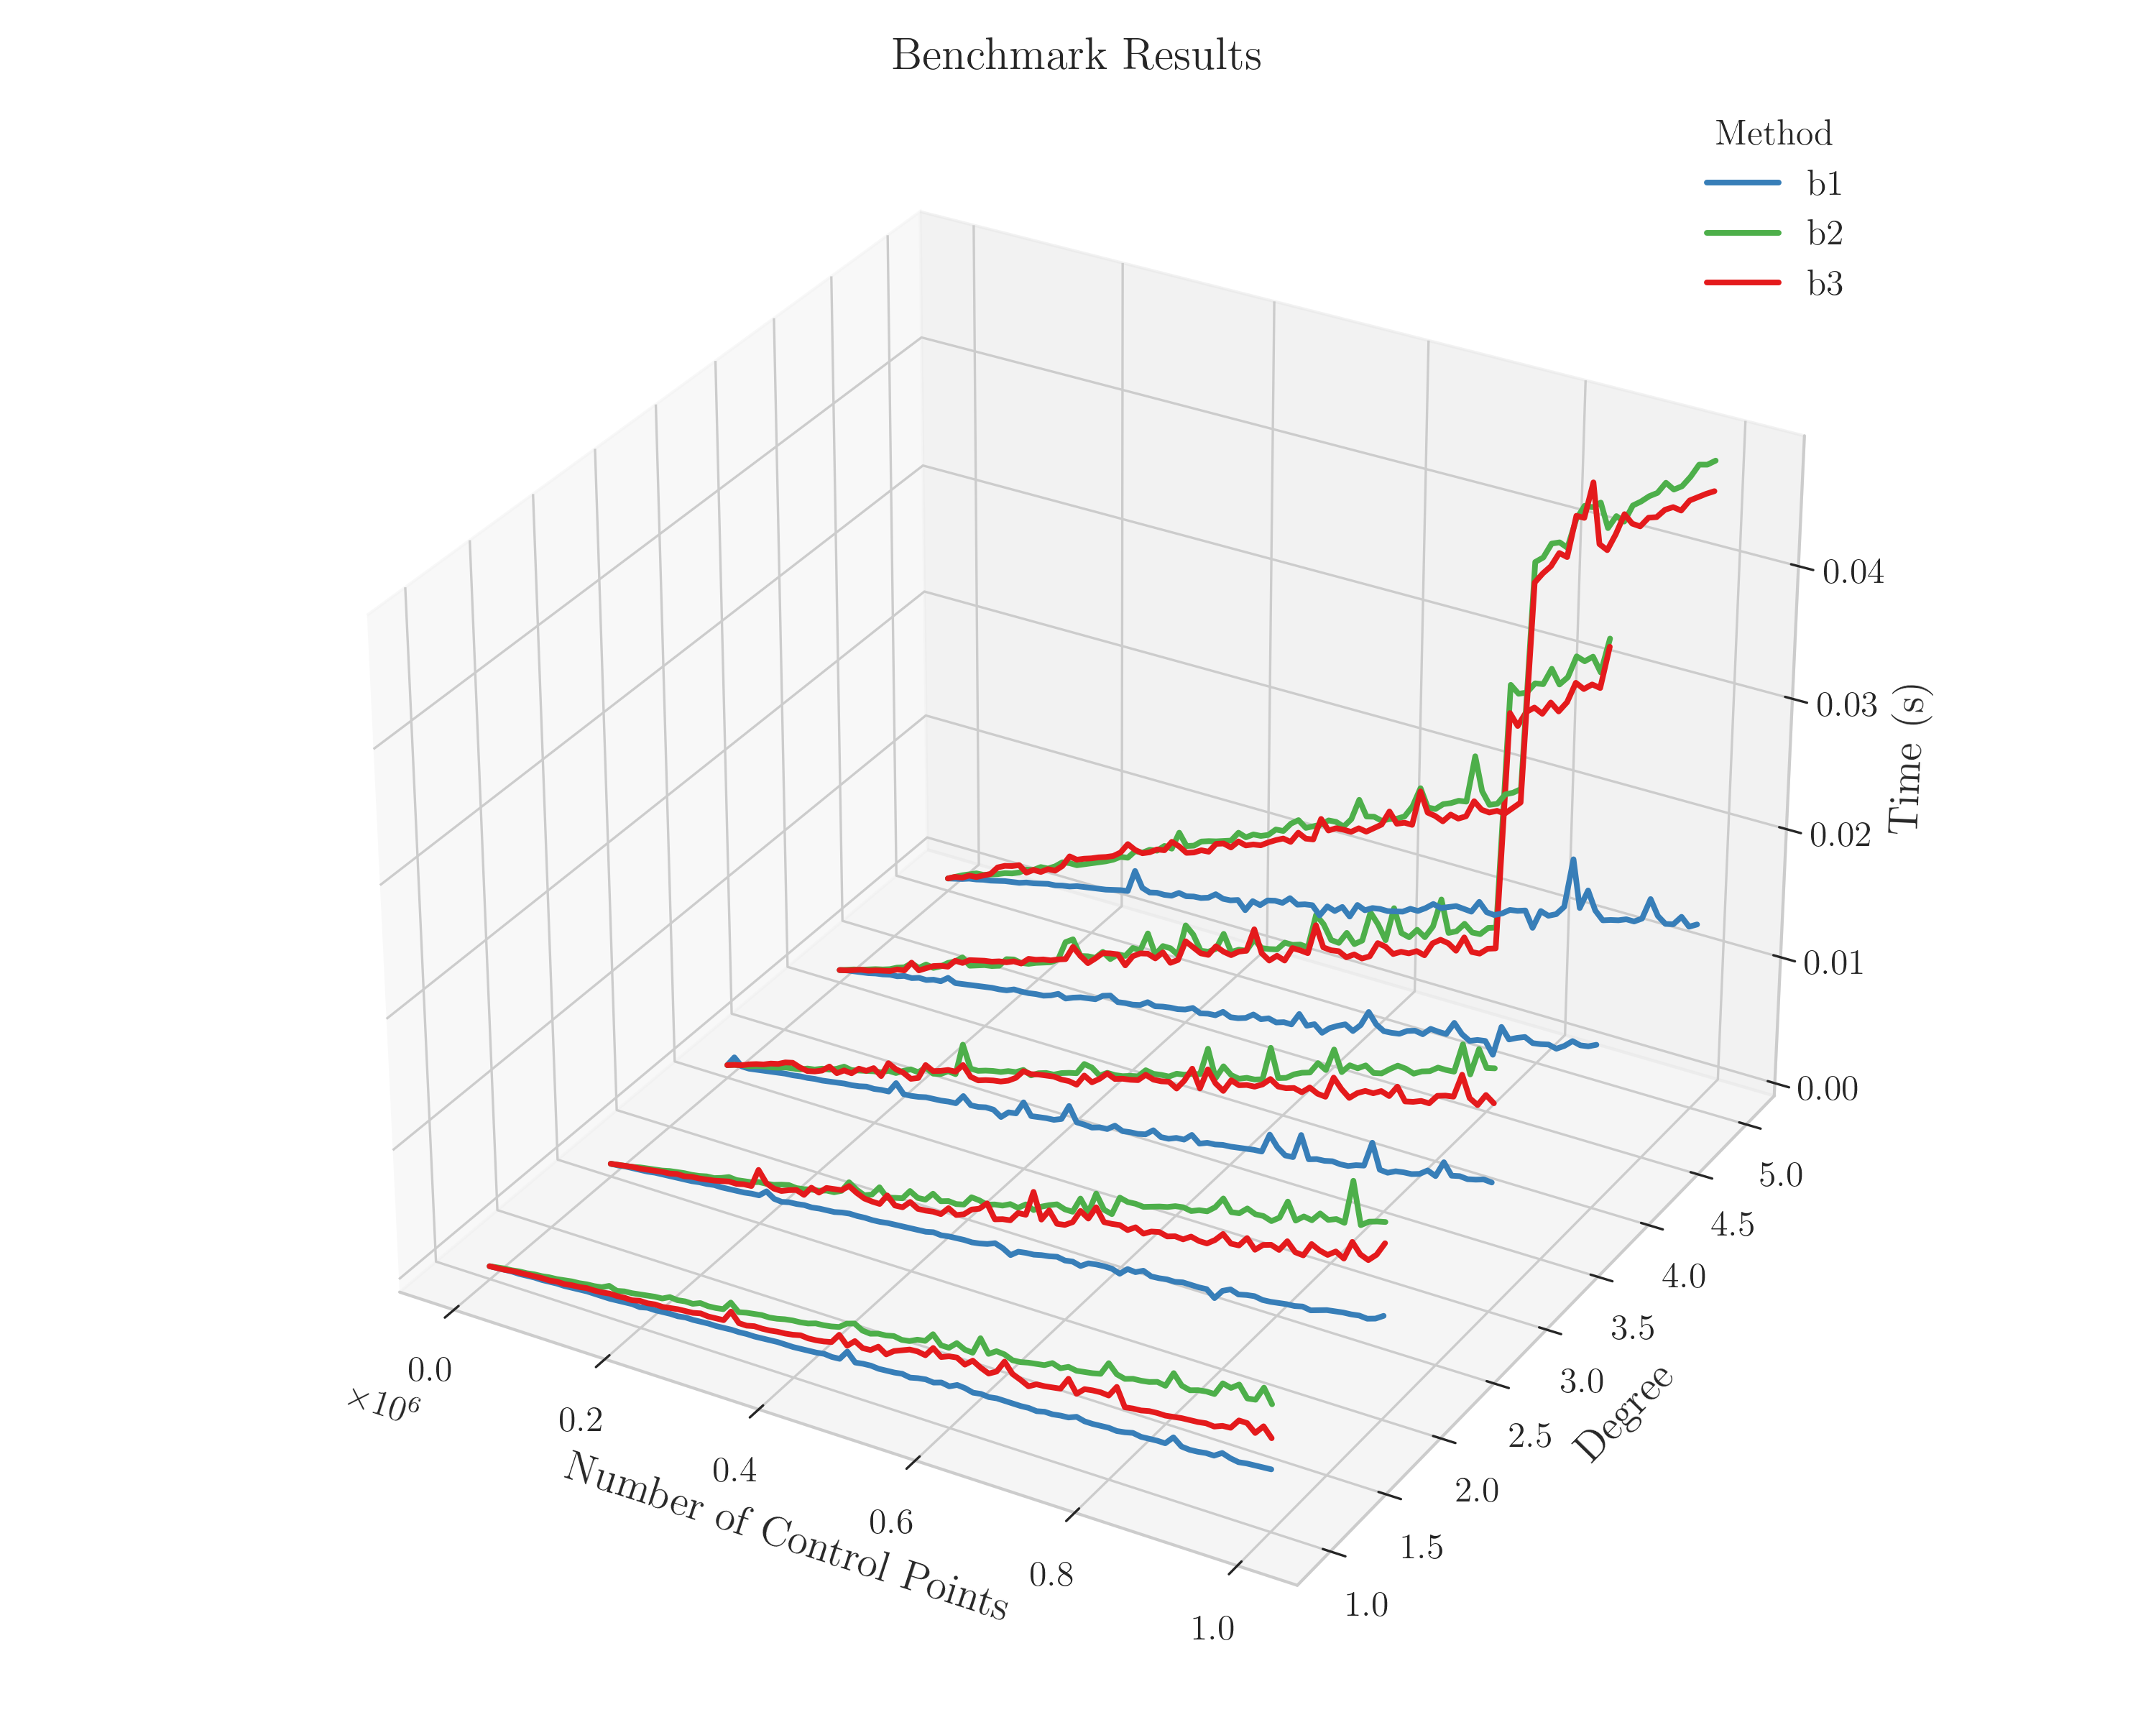 Benchmark Results
Method
b1
b2
b3
0.04
0.03
0.02
0.01
0.00
Time (s)
5.0
4.5
4.0
3.5
3.0
2.5
2.0
1.5
1.0
Degree
0.0
0.2
0.4
0.6
0.8
1.0
×10⁶
Number of Control Points